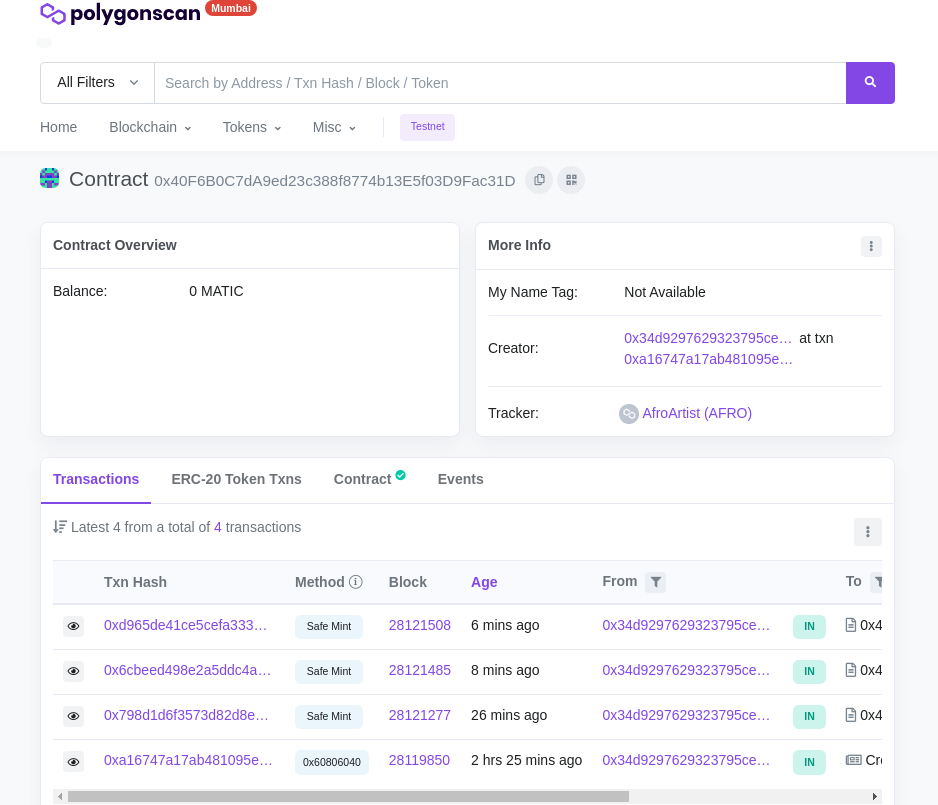 polygonscan Mumbai
All Filters Search by Address / Txn Hash / Block / Token
Home Blockchain Tokens Misc Testnet
Contract 0x40F6B0C7dA9ed23c388f8774b13E5f03D9Fac31D
Contract Overview
Balance: 0 MATIC
More Info
My Name Tag: Not Available
Creator: 0x34d9297629323795ce... at txn
0xa16747a17ab481095e...
Tracker: AfroArtist (AFRO)
Transactions ERC-20 Token Txns Contract Events
Latest 4 from a total of 4 transactions
Txn Hash Method Block Age From To
0xd965de41ce5cefa333... Safe Mint 28121508 6 mins ago 0x34d9297629323795ce... IN 0x4
0x6cbeed498e2a5ddc4a... Safe Mint 28121485 8 mins ago 0x34d9297629323795ce... IN 0x4
0x798d1d6f3573d82d8e... Safe Mint 28121277 26 mins ago 0x34d9297629323795ce... IN 0x4
0xa16747a17ab481095e... 0x60806040 28119850 2 hrs 25 mins ago 0x34d9297629323795ce... IN Cre